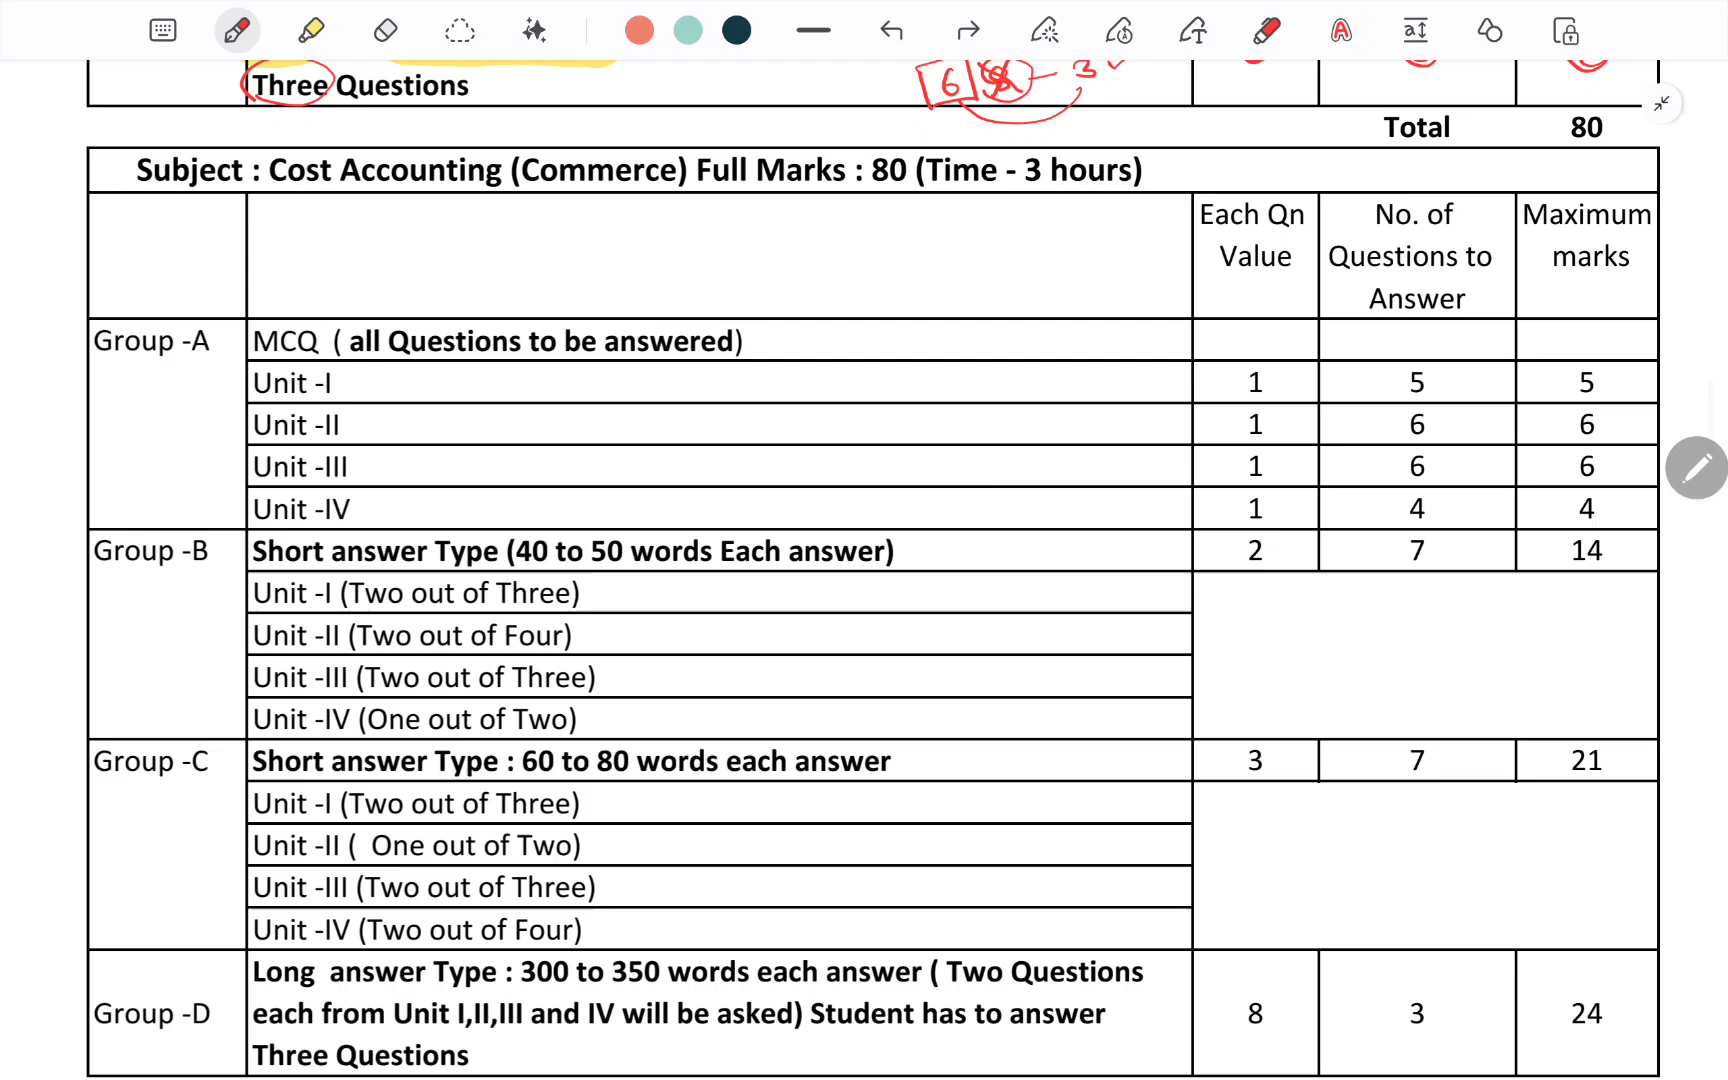 Three Questions
6 8 - 3
Total 80
Subject : Cost Accounting (Commerce) Full Marks : 80 (Time - 3 hours)
Each Qn Value No. of Questions to Answer Maximum marks
Group -A MCQ ( all Questions to be answered)
Unit -I 1 5 5
Unit -II 1 6 6
Unit -III 1 6 6
Unit -IV 1 4 4
Group -B Short answer Type (40 to 50 words Each answer) 2 7 14
Unit -I (Two out of Three)
Unit -II (Two out of Four)
Unit -III (Two out of Three)
Unit -IV (One out of Two)
Group -C Short answer Type : 60 to 80 words each answer 3 7 21
Unit -I (Two out of Three)
Unit -II ( One out of Two)
Unit -III (Two out of Three)
Unit -IV (Two out of Four)
Long answer Type : 300 to 350 words each answer ( Two Questions
Group -D each from Unit I,II,III and IV will be asked) Student has to answer 8 3 24
Three Questions